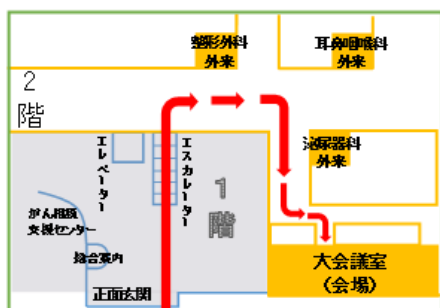 整形外科
外来
耳鼻咽喉科
外来
2
階
泌尿器科
外来
エレベーター
エスカレーター
1
階
がん相談
支援センター
総合案内
正面玄関
大会議室
(会場)